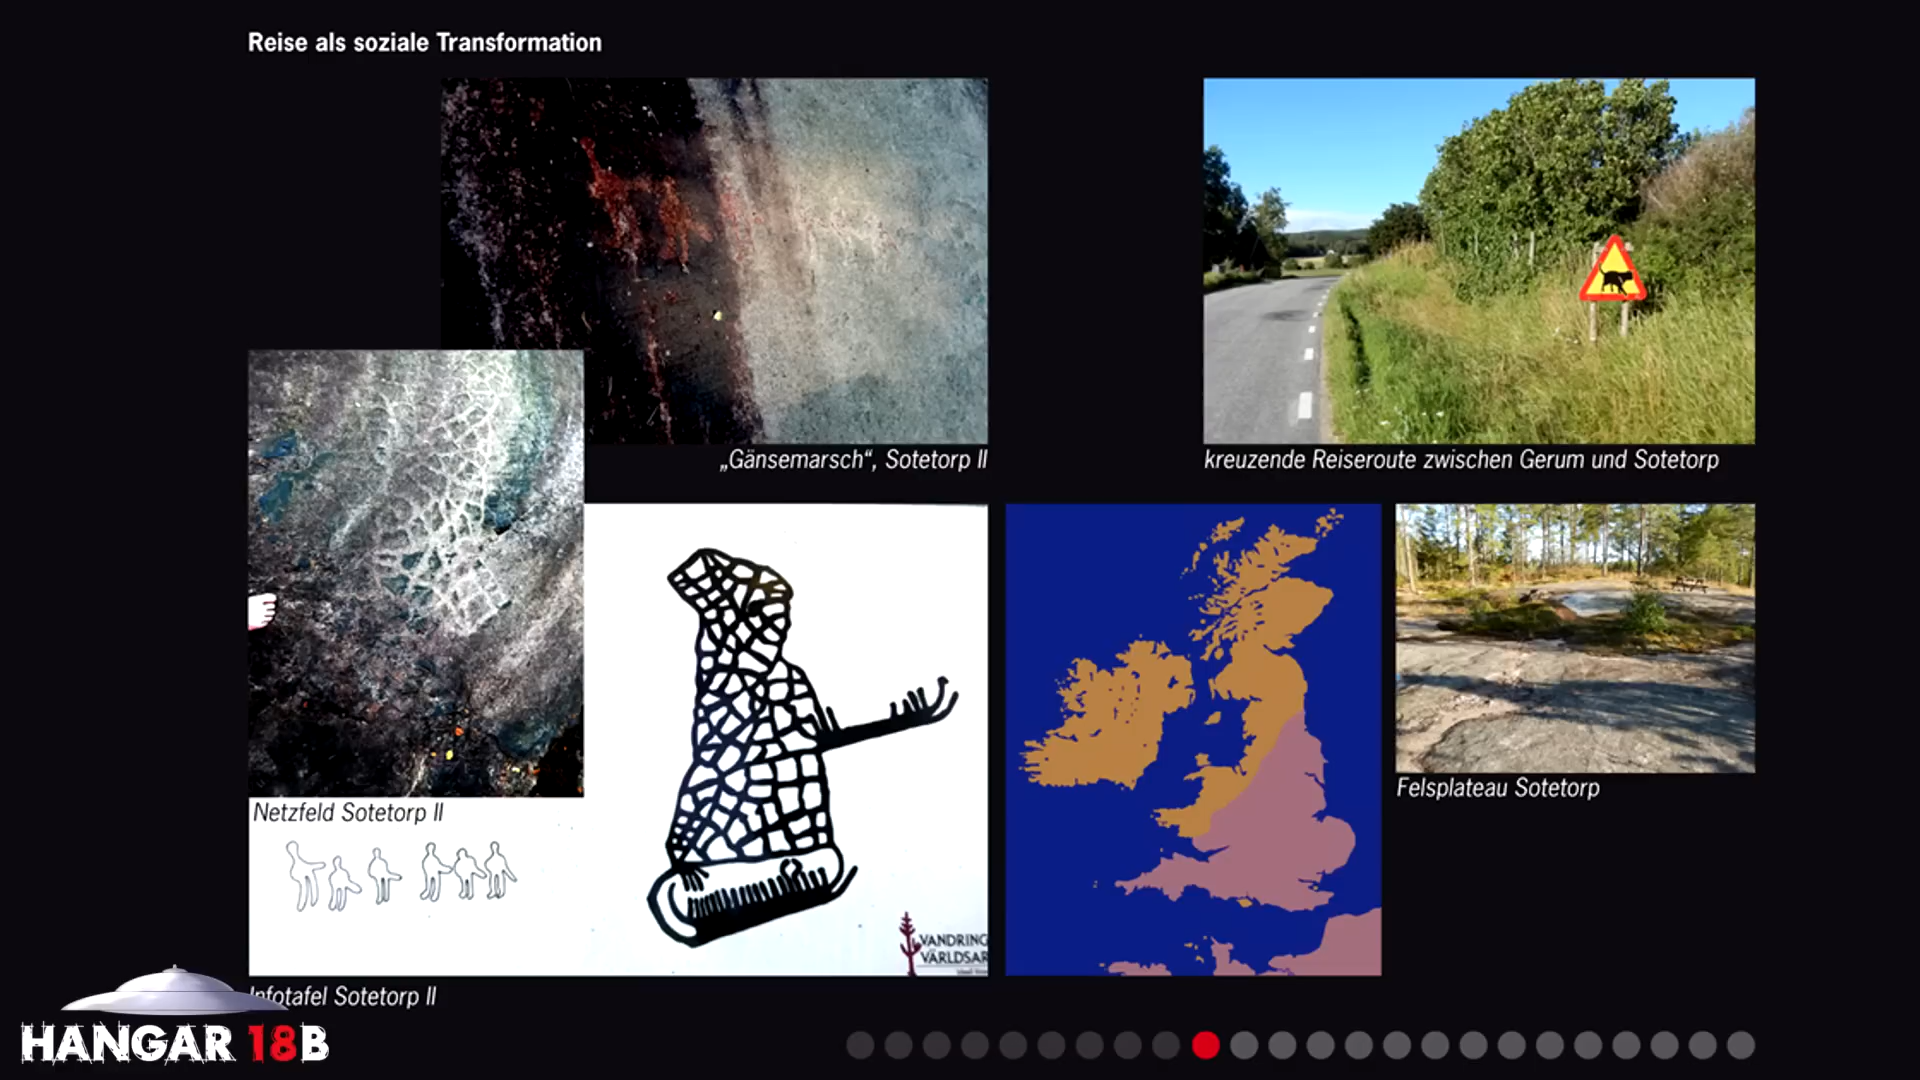 Reise als soziale Transformation
„Gänsemarsch“, Sotetorp II
kreuzende Reiseroute zwischen Gerum und Sotetorp
Netzfeld Sotetorp II
Felsplateau Sotetorp
VANDRING
VÄRLDSAR
Infotafel Sotetorp II
HANGAR 18B